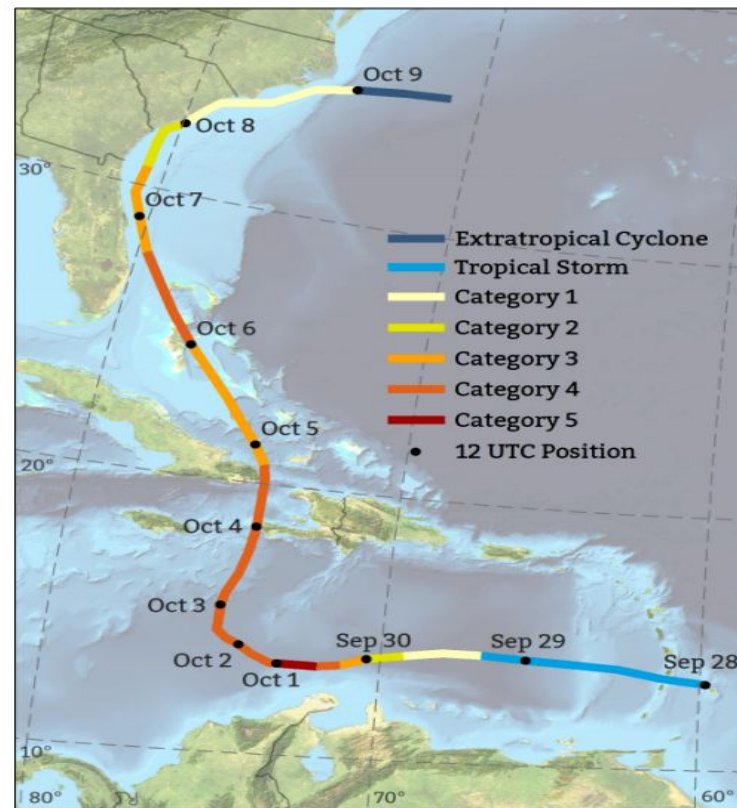 Oct 9
Oct 8
30°
Oct 7
Extratropical Cyclone
Tropical Storm
Category 1
Oct 6
Category 2
Category 3
Category 4
Oct 5
Category 5
12 UTC Position
20°
Oct 4
Oct 3
Oct 2
Sep 30
Sep 29
Oct 1
Sep 28
10°
80°
70°
60°